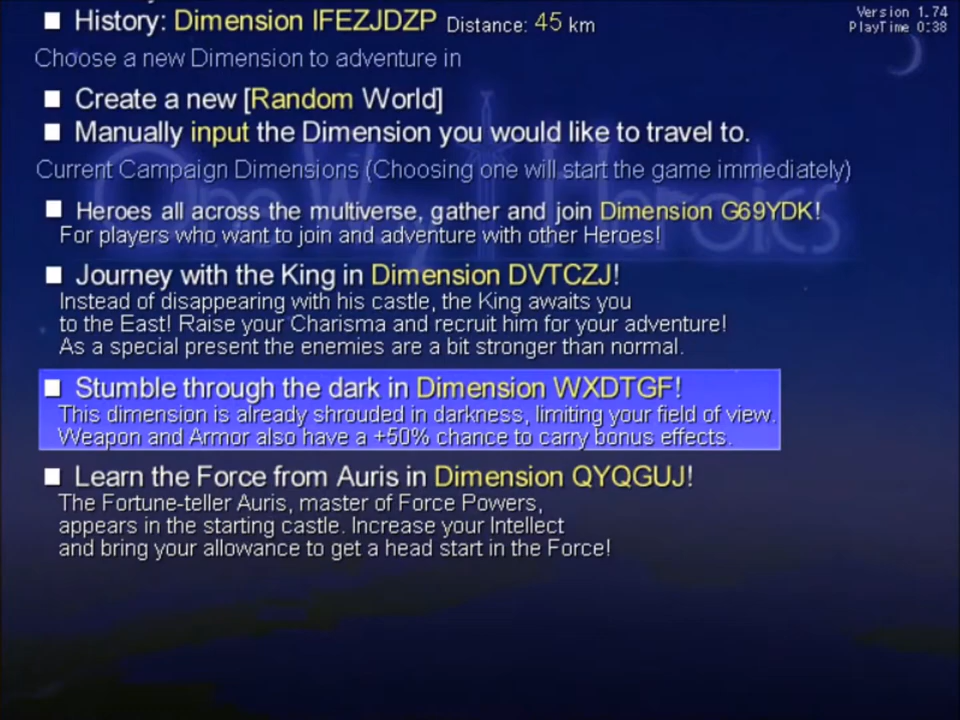 History: Dimension IFEZJDZP Distance: 45 km
Version 1.74
PlayTime 0:38
Choose a new Dimension to adventure in
Create a new [Random World]
Manually input the Dimension you would like to travel to.
Current Campaign Dimensions (Choosing one will start the game immediately)
One Way Heroics
Heroes all across the multiverse, gather and join Dimension G69YDK!
For players who want to join and adventure with other Heroes!
Journey with the King in Dimension DVTCZJ!
Instead of disappearing with his castle, the King awaits you
to the East! Raise your Charisma and recruit him for your adventure!
As a special present the enemies are a bit stronger than normal.
Stumble through the dark in Dimension WXDTGF!
This dimension is already shrouded in darkness, limiting your field of view.
Weapon and Armor also have a +50% chance to carry bonus effects.
Learn the Force from Auris in Dimension QYQGUJ!
The Fortune-teller Auris, master of Force Powers,
appears in the starting castle. Increase your Intellect
and bring your allowance to get a head start in the Force!